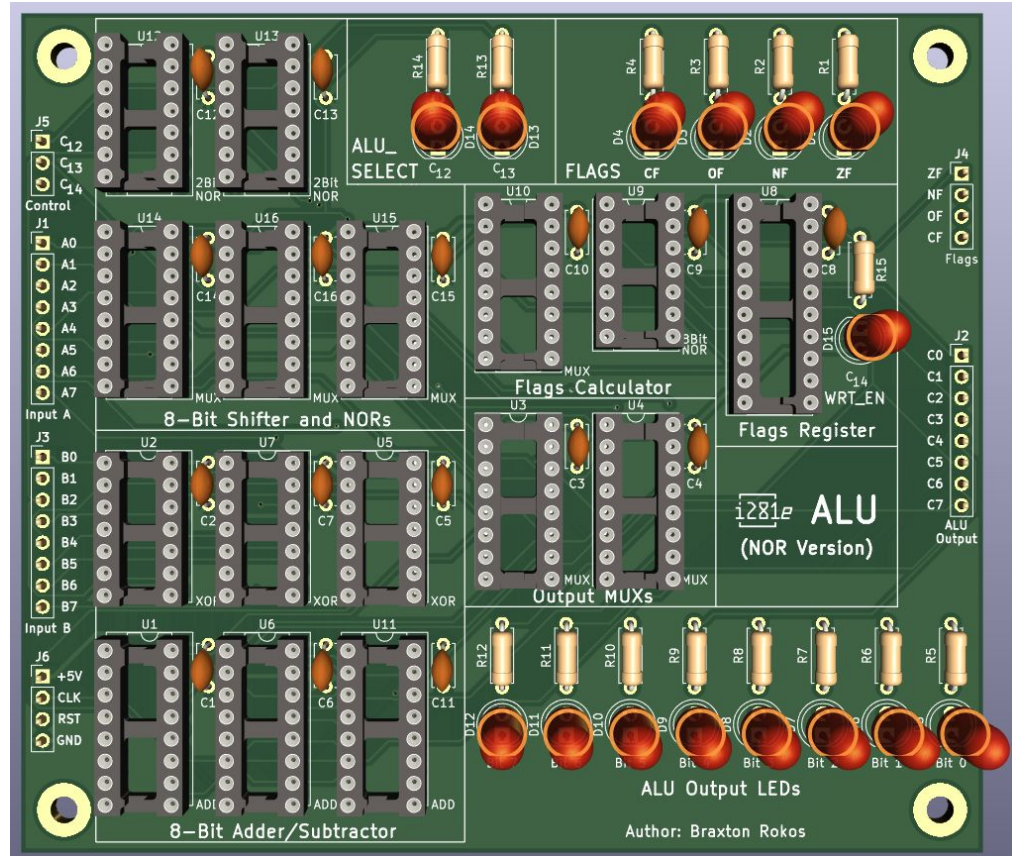 U12
U13
R14
R13
R4
R3
R2
R1
C12
C13
D14
D13
D4
D3
D2
J5
C12
C13
C14
Control
ALU_
SELECT
C12
C13
FLAGS
CF
OF
NF
ZF
J4
ZF
NF
OF
CF
Flags
2Bit
NOR
2Bit
NOR
U14
U16
U15
U10
U9
U8
J1
A0
A1
A2
A3
A4
A5
A6
A7
Input A
C14
C16
C15
C10
C9
C8
R15
D15
C14
WRT_EN
MUX
MUX
MUX
MUX
NOR
8-Bit Shifter and NORs
Flags Calculator
Flags Register
J2
C0
C1
C2
C3
C4
C5
C6
C7
ALU
Output
J3
B0
B1
B2
B3
B4
B5
B6
B7
Input B
U2
U7
U5
U3
U4
C2
C7
C5
C3
C4
XOR
XOR
XOR
MUX
MUX
Output MUXs
i281e ALU
(NOR Version)
J6
+5V
CLK
RST
GND
U1
U6
U11
C1
C6
C11
ADD
ADD
ADD
8-Bit Adder/Subtractor
R12
R11
R10
R9
R8
R7
R6
R5
D12
D11
D10
D9
D8
Bit 1
Bit 0
ALU Output LEDs
Author: Braxton Rokos